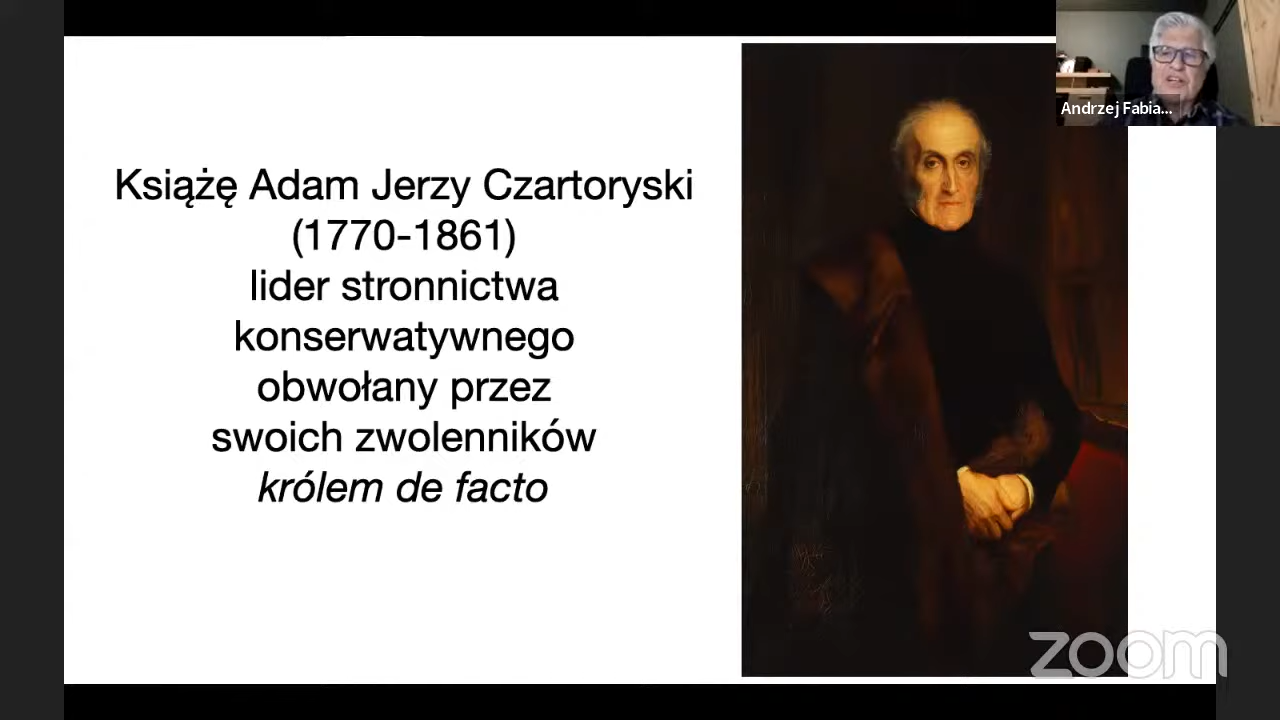 Książę Adam Jerzy Czartoryski
(1770-1861)
lider stronnictwa
konserwatywnego
obwołany przez
swoich zwolenników
królem de facto
Andrzej Fabia...
zoom